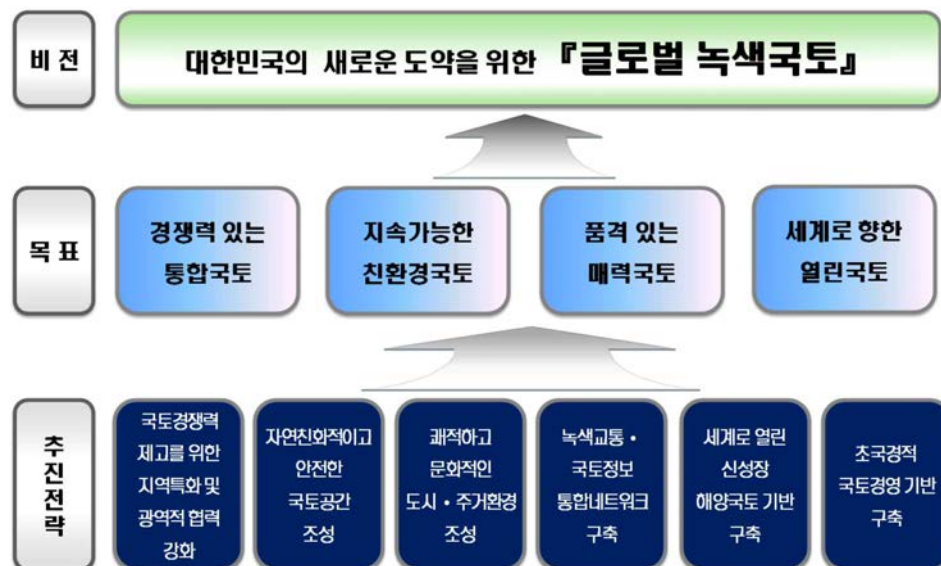 비 전
대한민국의 새로운 도약을 위한 『글로벌 녹색국토』
목 표
경쟁력 있는
통합국토
지속가능한
친환경국토
품격 있는
매력국토
세계로 향한
열린국토
추진전략
국토경쟁력
제고를 위한
지역특화 및
광역적 협력
강화
자연친화적이고
안전한
국토공간
조성
쾌적하고
문화적인
도시•주거환경
조성
녹색교통•
국토정보
통합네트워크
구축
세계로 열린
신성장
해양국토 기반
구축
초국경적
국토경영 기반
구축